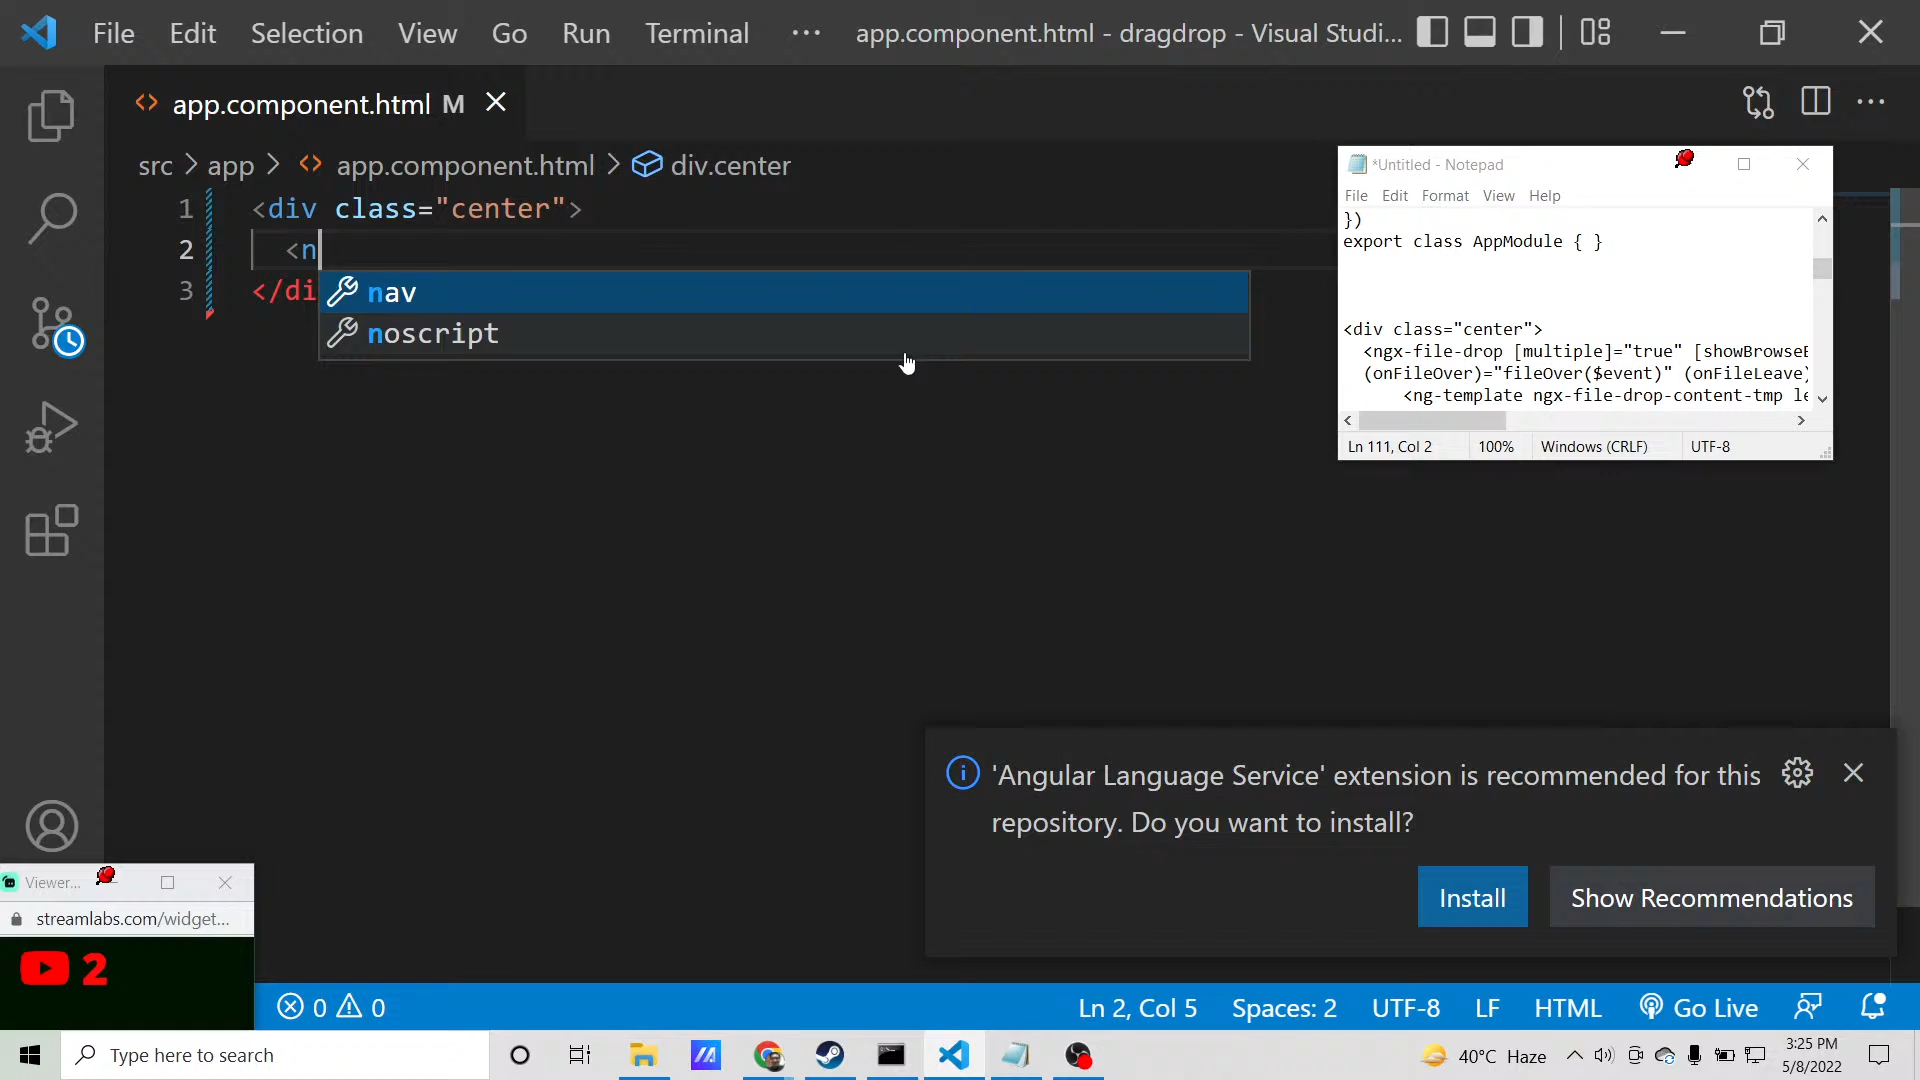 File Edit Selection View Go Run Terminal ··· app.component.html - dragdrop - Visual Studi...
app.component.html M
src > app > app.component.html > div.center
1 <div class="center">
2 <n
3 </di
nav
noscript
*Untitled - Notepad
File Edit Format View Help
})
export class AppModule { }
<div class="center">
<ngx-file-drop [multiple]="true" [showBrowseB
(onFileOver)="fileOver($event)" (onFileLeave)
<ng-template ngx-file-drop-content-tmp le
Ln 111, Col 2 100% Windows (CRLF) UTF-8
'Angular Language Service' extension is recommended for this
repository. Do you want to install?
Install Show Recommendations
Viewer...
streamlabs.com/widget...
2
0 0 Ln 2, Col 5 Spaces: 2 UTF-8 LF HTML Go Live
Type here to search 40°C Haze 3:25 PM
5/8/2022